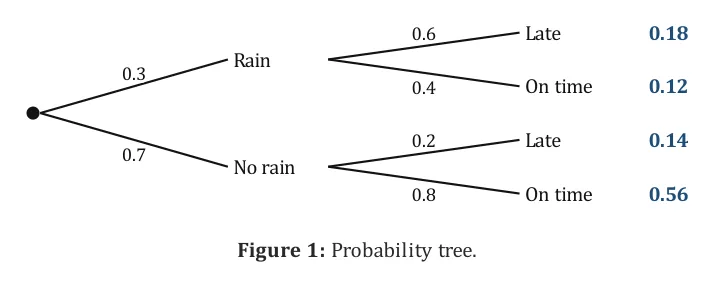 0.6 Late 0.18
0.3 Rain
0.4 On time 0.12
0.2 Late 0.14
0.7 No rain
0.8 On time 0.56
Figure 1: Probability tree.